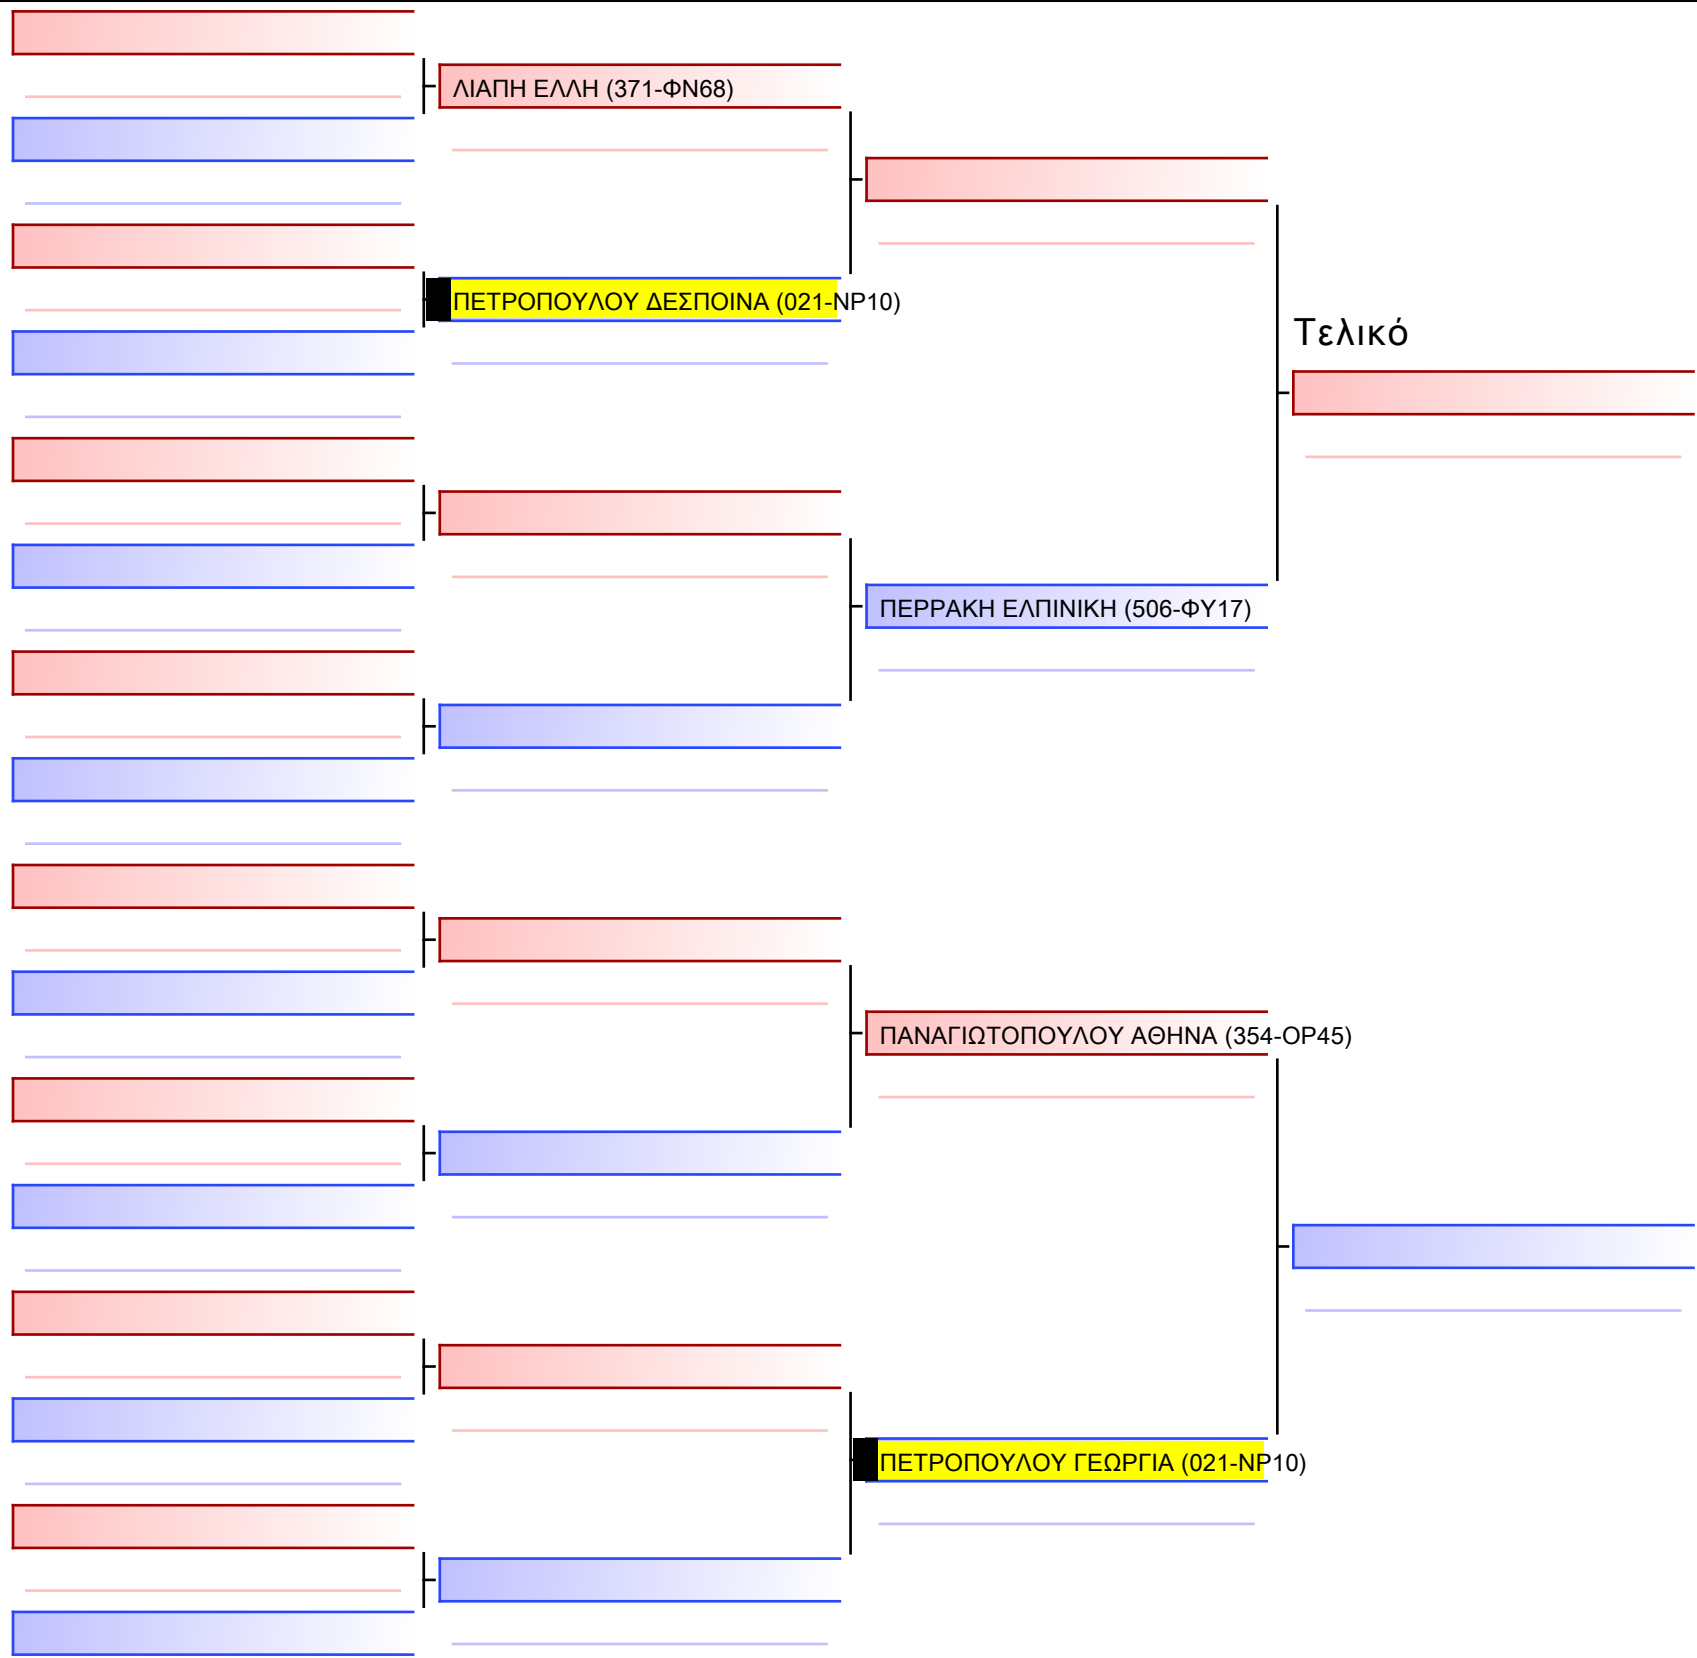 ΛΙΑΠΗ ΕΛΛΗ (371-ΦΝ68)
ΠΕΤΡΟΠΟΥΛΟΥ ΔΕΣΠΟΙΝΑ (021-ΝΡ10)
Τελικό
ΠΕΡΡΑΚΗ ΕΛΠΙΝΙΚΗ (506-ΦΥ17)
ΠΑΝΑΓΙΩΤΟΠΟΥΛΟΥ ΑΘΗΝΑ (354-ΟΡ45)
ΠΕΤΡΟΠΟΥΛΟΥ ΓΕΩΡΓΙΑ (021-ΝΡ10)